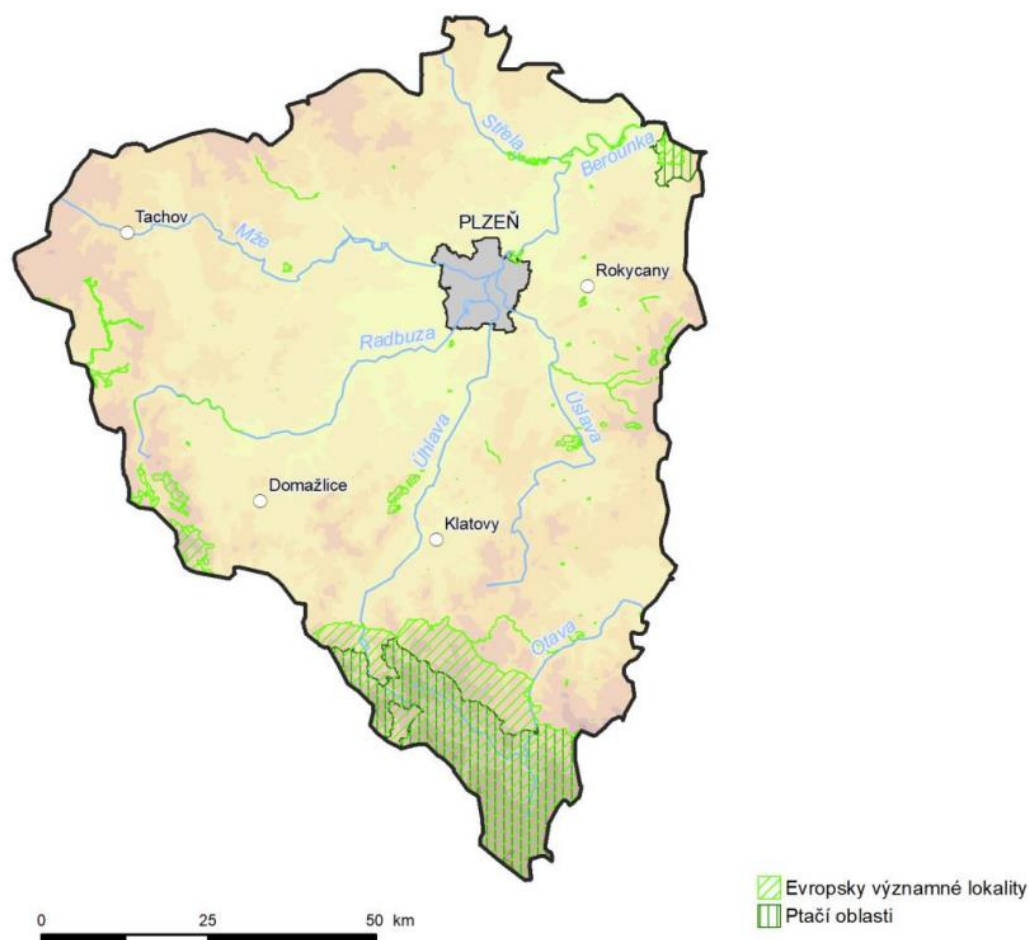 Střela
Berounka
Tachov
PLZEŇ
Mže
Rokycany
Radbuza
Úhlava
Úslava
Domažlice
Klatovy
Otava
Evropsky významné lokality
Ptačí oblasti
0 25 50 km